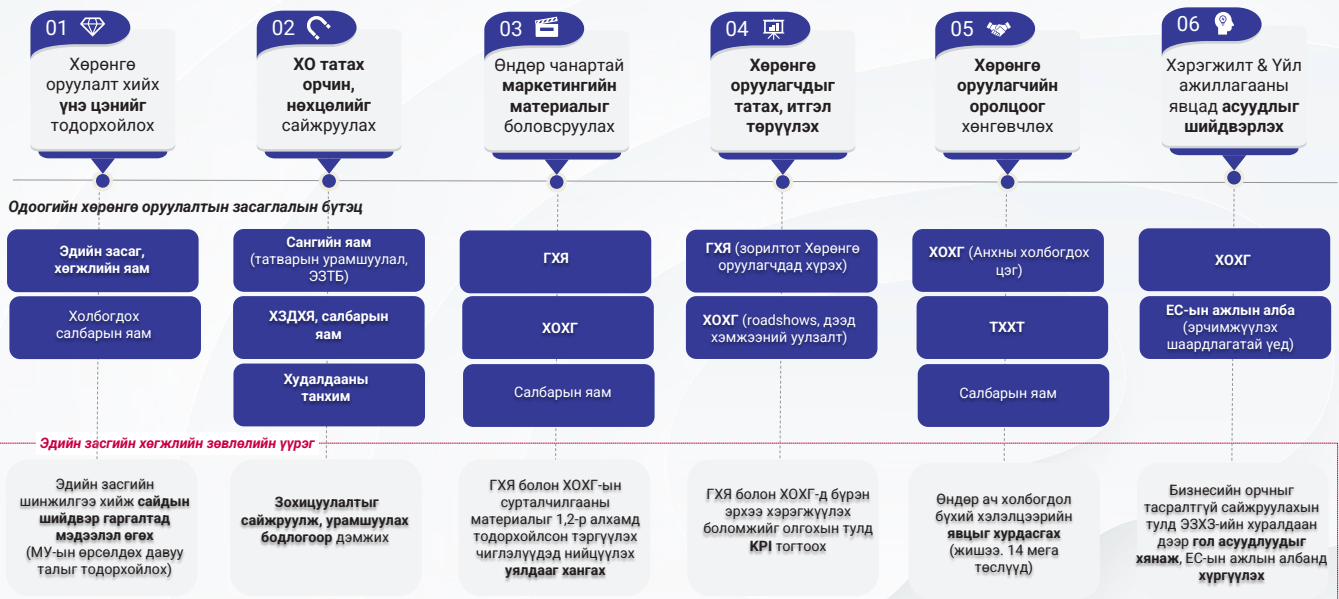 01
Хөрөнгө
оруулалт хийх
үнэ цэнийг
тодорхойлох
02
ХО татах
орчин,
нөхцөлийг
сайжруулах
03
Өндөр чанартай
маркетингийн
материалыг
боловсруулах
04
Хөрөнгө
оруулагчдыг
татах, итгэл
төрүүлэх
05
Хөрөнгө
оруулагчийн
оролцоог
хөнгөвчлөх
06
Хэрэгжилт & Үйл
ажиллагааны
явцад асуудлыг
шийдвэрлэх
Одоогийн хөрөнгө оруулалтын засаглалын бүтэц
Эдийн засаг,
хөгжлийн яам
Холбогдох
салбарын яам
Сангийн яам
(татварын урамшуулал,
ЭЗТБ)
ХЗДХЯ, салбарын
яам
Худалдааны
танхим
ГХЯ
ХОХГ
Салбарын яам
ГХЯ (зорилтот Хөрөнгө
оруулагчдад хүрэх)
ХОХГ (roadshows, дээд
хэмжээний уулзалт)
ХОХГ (Анхны холбогдох
цэг)
ТХХТ
Салбарын яам
ХОХГ
ЕС-ын ажлын алба
(эрчимжүүлэх
шаардлагатай үед)
Эдийн засгийн хөгжлийн зөвлөлийн үүрэг
Эдийн засгийн
шинжилгээ хийж сайдын
шийдвэр гаргалтад
мэдээлэл өгөх
(МУ-ын өрсөлдөх давуу
талыг тодорхойлох)
Зохицуулалтыг
сайжруулж, урамшуулах
бодлогоор дэмжих
ГХЯ болон ХОХГ-ын
сурталчилгааны
материалыг 1,2-р алхамд
тодорхойлсон тэргүүлэх
чиглэлүүдэд нийцүүлэх
уялдааг хангах
ГХЯ болон ХОХГ-д бүрэн
эрхээ хэрэгжүүлэх
боломжийг олгохын тулд
KPI тогтоох
Өндөр ач холбогдол
бүхий хэлэлцээрийн
явцыг хурдасгах
(жишээ. 14 мега
төслүүд)
Бизнесийн орчныг
тасралтгүй сайжруулахын
тулд ЭЗХЗ-ийн хуралдаан
дээр гол асуудлуудыг
хянаж, ЕС-ын ажлын албанд
хүргүүлэх